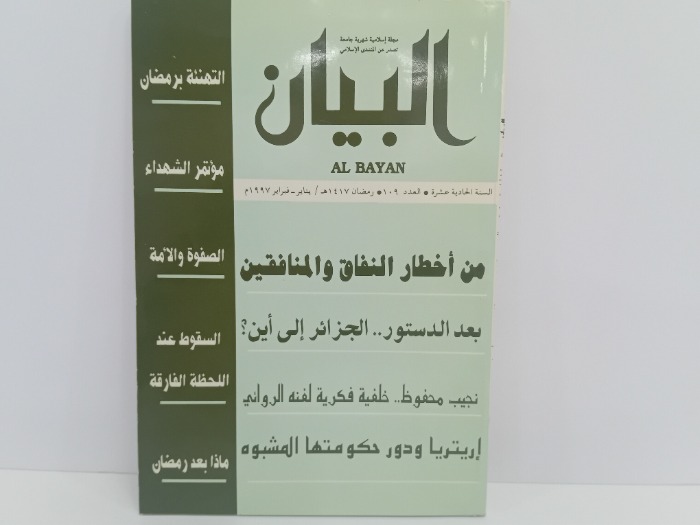 مجلة إسلامية شهرية جامعة
تصدر عن المنتدى الإسلامي
البيان
AL BAYAN
السنة الحادية عشرة • العدد ١٠٩ • رمضان ١٤١٧هـ / يناير - فبراير ١٩٩٧م
من أخطار النفاق والمنافقين
بعد الدستور.. الجزائر إلى أين؟
نجيب محفوظ.. خلفية فكرية لفنه الروائي
إريتريا ودور حكومتها المشبوه
التهنئة برمضان
مؤتمر الشهداء
الصفوة والأمة
السقوط عند
اللحظة الفارقة
ماذا بعد رمضان